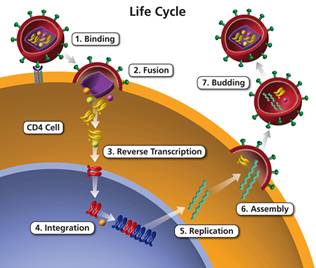 Life Cycle
1. Binding
2. Fusion
7. Budding
CD4 Cell
3. Reverse Transcription
6. Assembly
4. Integration
5. Replication